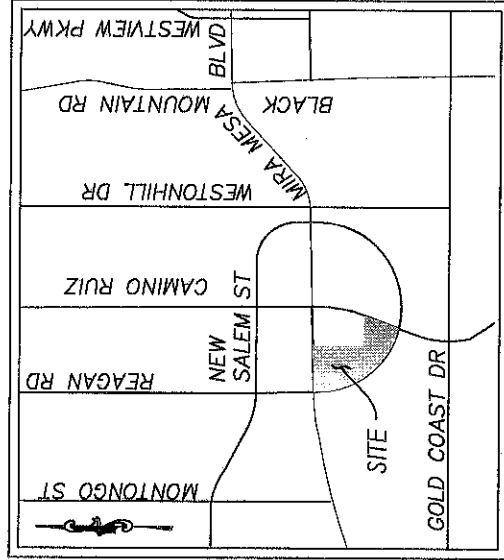 WESTVIEW PKWY
BLVD
BLACK
MOUNTAIN RD
MIRA MESA
WESTONHILL DR
CAMINO RUIZ
NEW
SALEM ST
REAGAN RD
SITE
GOLD COAST DR
MONTONGO ST